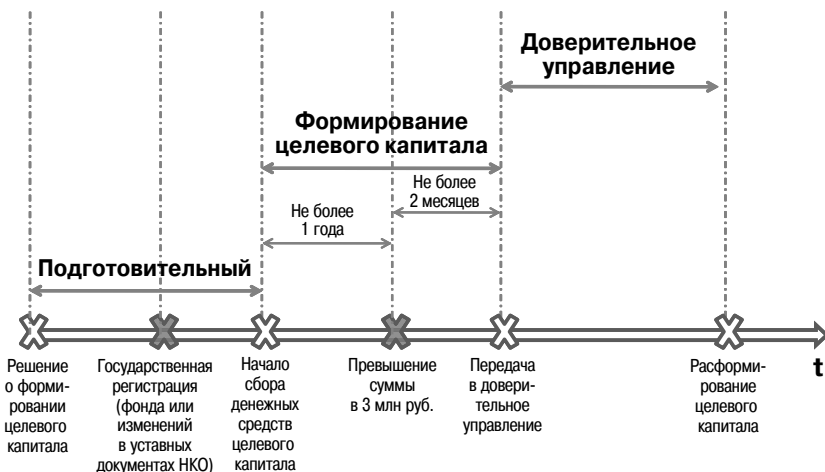 Доверительное
управление
Формирование
целевого капитала
Не более
2 месяцев
Не более
1 года
Подготовительный
t
Решение
о форми-
ровании
целевого
капитала
Государственная
регистрация
(фонда или
изменений
в уставных
документах НКО)
Начало
сбора
денежных
средств
целевого
капитала
Превышение
суммы
в 3 млн руб.
Передача
в довери-
тельное
управление
Расформи-
рование
целевого
капитала